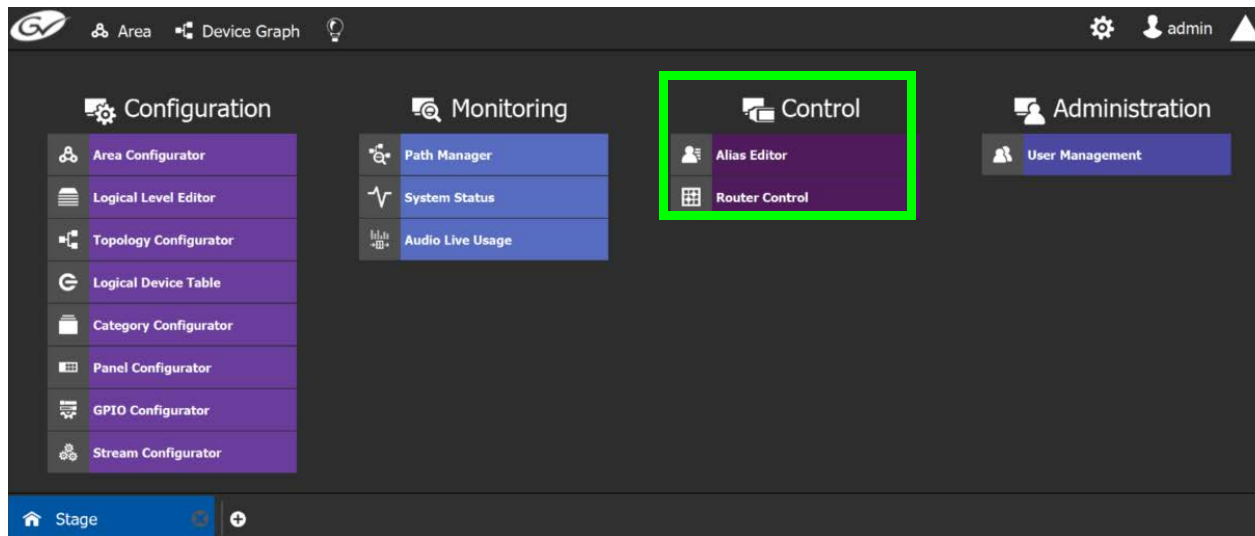 GV Area Device Graph admin
Configuration
Area Configurator
Logical Level Editor
Topology Configurator
Logical Device Table
Category Configurator
Panel Configurator
GPIO Configurator
Stream Configurator
Monitoring
Path Manager
System Status
Audio Live Usage
Control
Alias Editor
Router Control
Administration
User Management
Stage